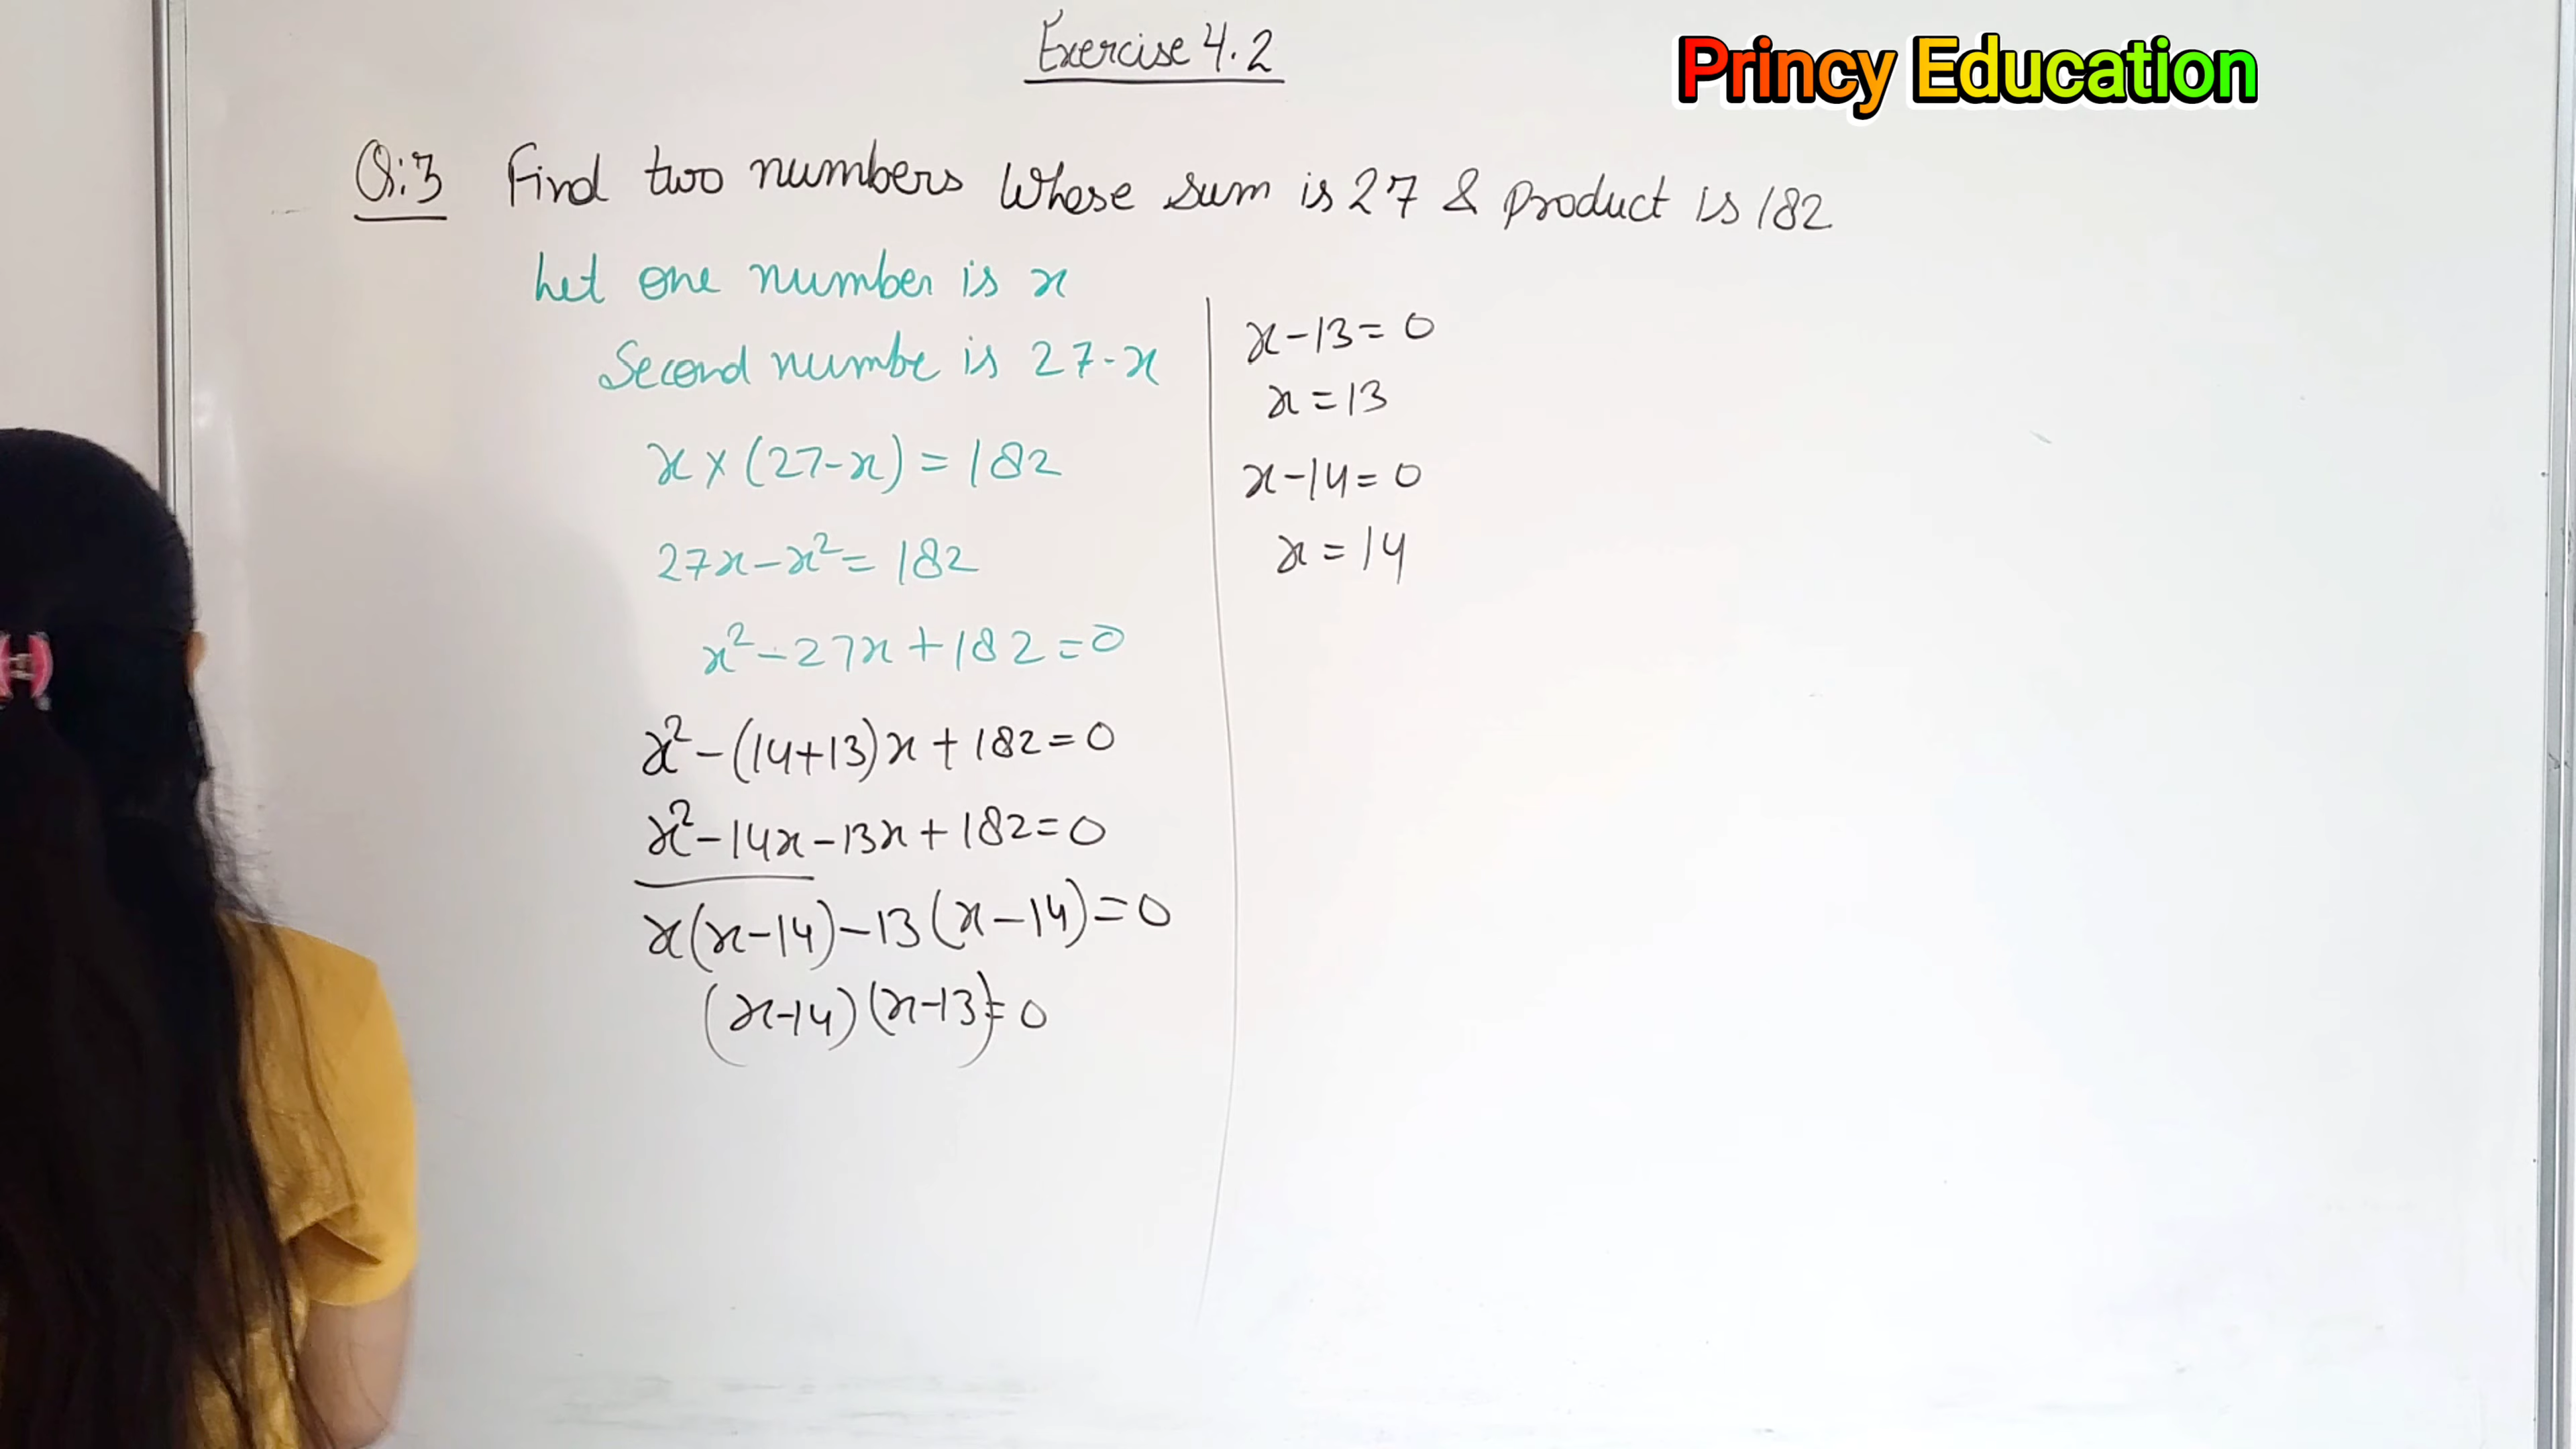 Exercise 4.2
Princy Education
Q:3 Find two numbers Whose sum is 27 & product is 182
Let one number is x
Second numbe is 27-x
x × (27-x) = 182
27x - x² = 182
x² - 27x + 182 = 0
x² - (14+13)x + 182 = 0
x² - 14x - 13x + 182 = 0
x(x-14) - 13(x-14) = 0
(x-14)(x-13) = 0
x - 13 = 0
x = 13
x - 14 = 0
x = 14